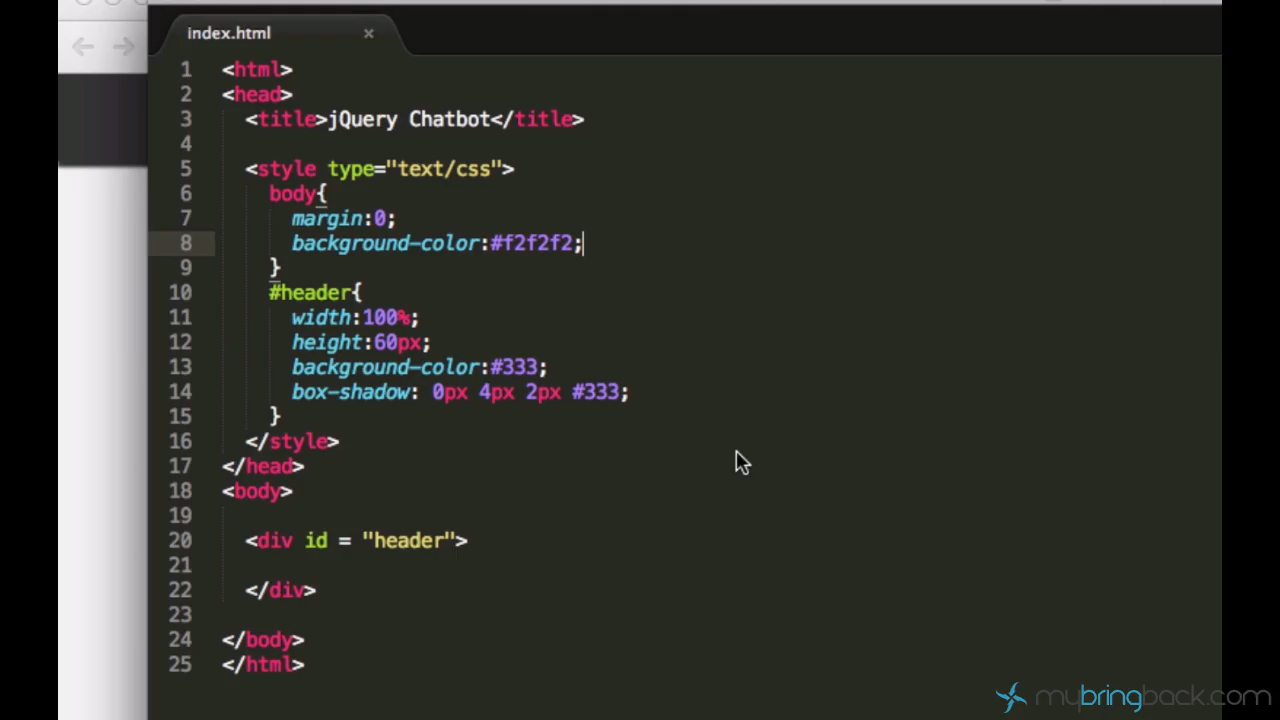 index.html ×
1 <html>
2 <head>
3 <title>jQuery Chatbot</title>
4
5 <style type="text/css">
6 body{
7 margin:0;
8 background-color:#f2f2f2;
9 }
10 #header{
11 width:100%;
12 height:60px;
13 background-color:#333;
14 box-shadow: 0px 4px 2px #333;
15 }
16 </style>
17 </head>
18 <body>
19
20 <div id = "header">
21
22 </div>
23
24 </body>
25 </html>
mybringback.com